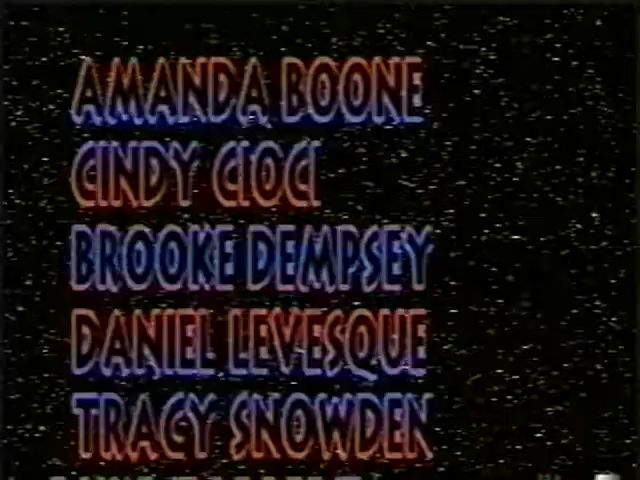 AMANDA BOONE
CINDY CIOCI
BROOKE DEMPSEY
DANIEL LEVESQUE
TRACY SNOWDEN